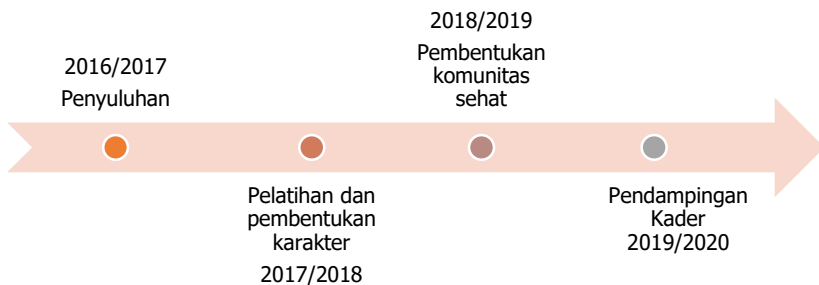 2016/2017
Penyuluhan
Pelatihan dan
pembentukan
karakter
2017/2018
2018/2019
Pembentukan
komunitas
sehat
Pendampingan
Kader
2019/2020